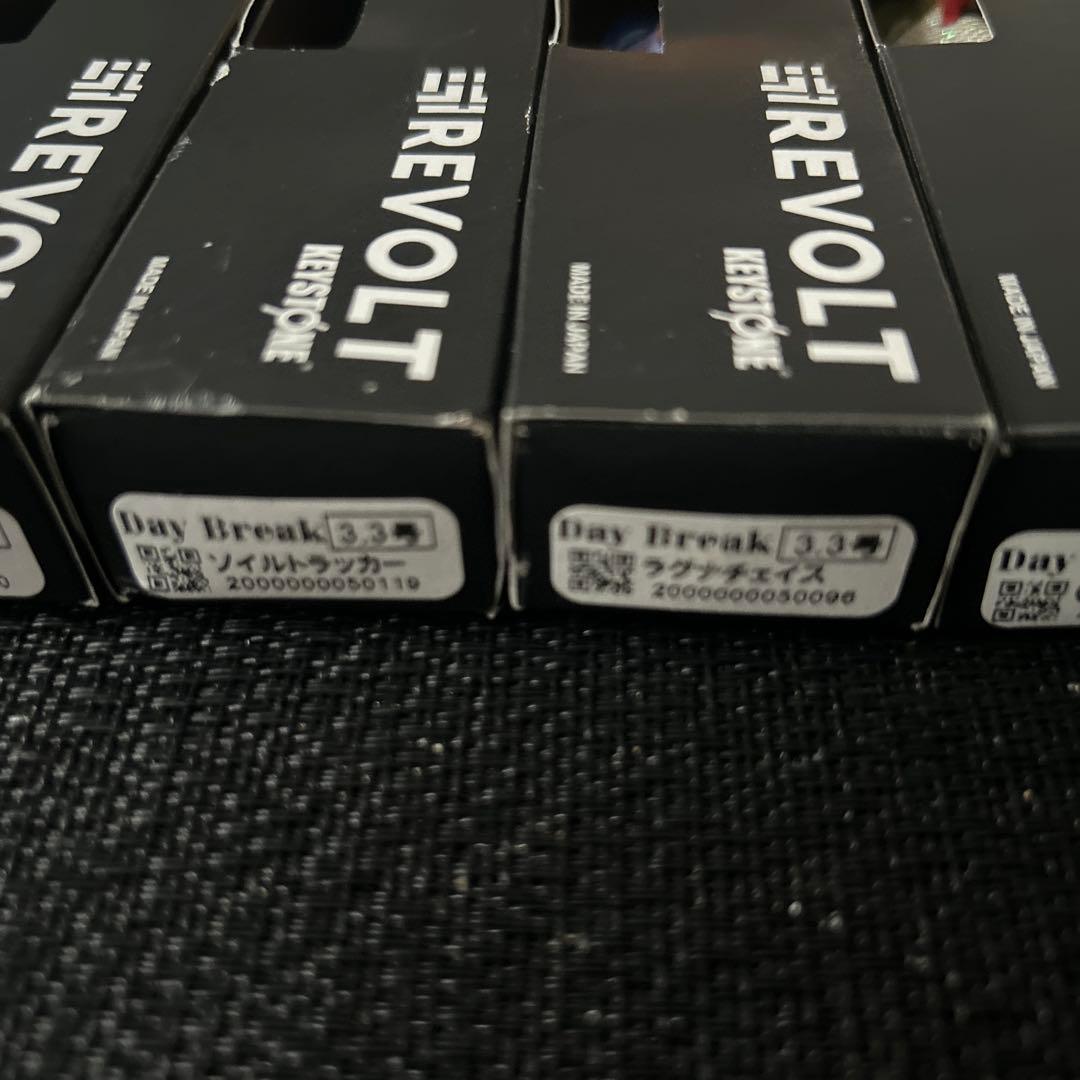 REVOLT
REVOLT
KEYSTONE
MADE IN JAPAN
REVOLT
KEYSTONE
MADE IN JAPAN
MADE IN JAPAN
Day Break 3.3号
ソイルトラッカー
2000000050119
Day Break 3.3号
ラグナチェイス
2000000050096
Day